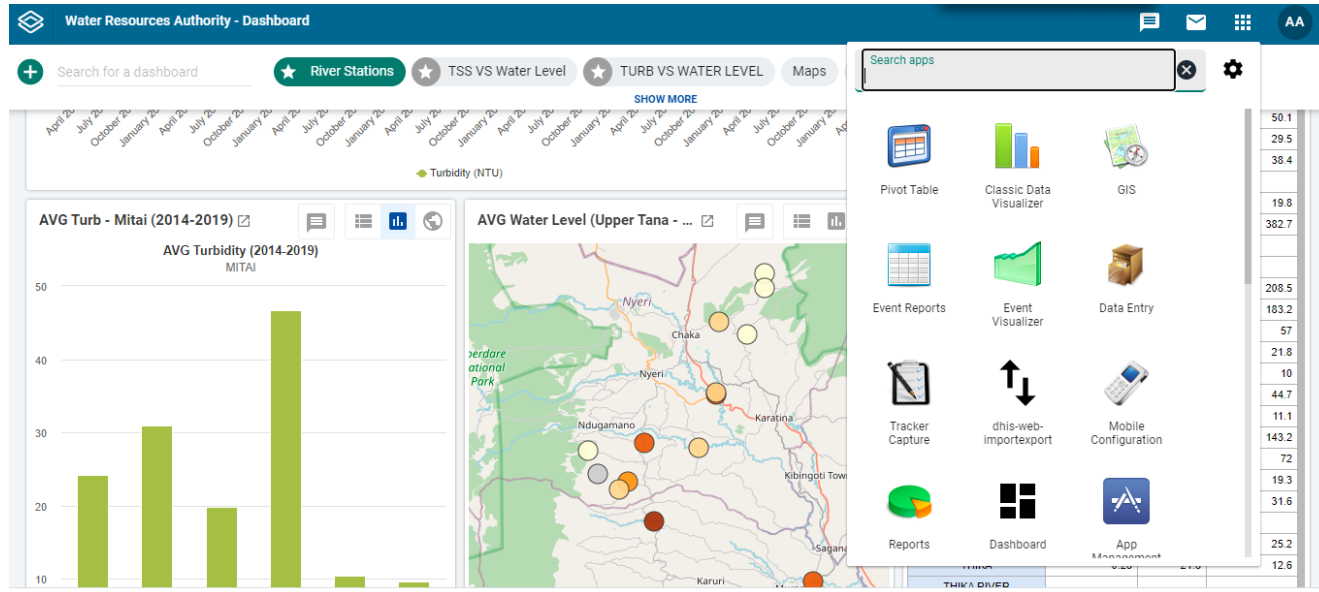 Water Resources Authority - Dashboard
AA
Search for a dashboard
River Stations
TSS VS Water Level
TURB VS WATER LEVEL
Maps
SHOW MORE
Search apps
Turbidity (NTU)
AVG Turb - Mitai (2014-2019)
AVG Turbidity (2014-2019)
MITAI
50
40
30
20
10
AVG Water Level (Upper Tana - ...
Nyeri
Chaka
National
Park
Nyeri
Karatina
Ndugamano
Kibingoti Town
Sagana
Karuri
Pivot Table
Classic Data
Visualizer
GIS
Event Reports
Event
Visualizer
Data Entry
Tracker
Capture
dhis-web-
importexport
Mobile
Configuration
Reports
Dashboard
App
Management
50.1
29.5
38.4
19.8
382.7
208.5
183.2
57
21.8
10
44.7
11.1
143.2
72
19.3
31.6
25.2
12.6
THIKA RIVER